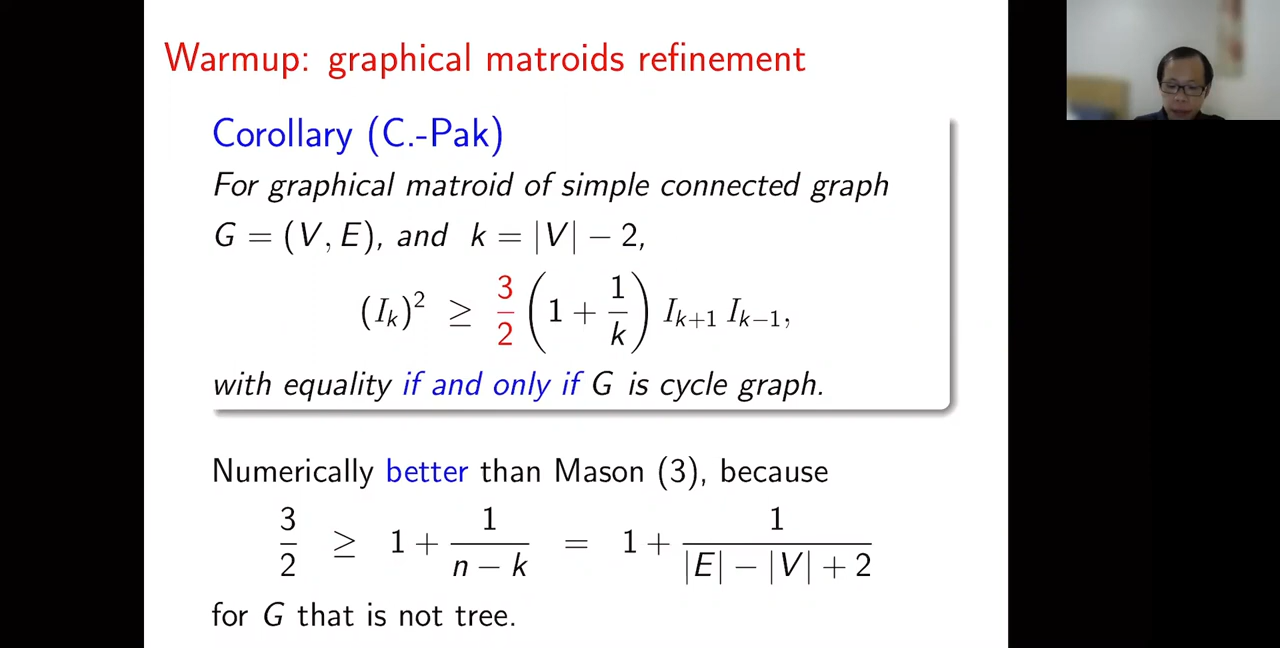 Warmup: graphical matroids refinement
Corollary (C.-Pak)
For graphical matroid of simple connected graph
G = (V, E), and k = |V| − 2,
(I_k)² ≥ 3/2 (1 + 1/k) I_{k+1} I_{k−1},
with equality if and only if G is cycle graph.
Numerically better than Mason (3), because
3/2 ≥ 1 + 1/(n − k) = 1 + 1/(|E| − |V| + 2)
for G that is not tree.